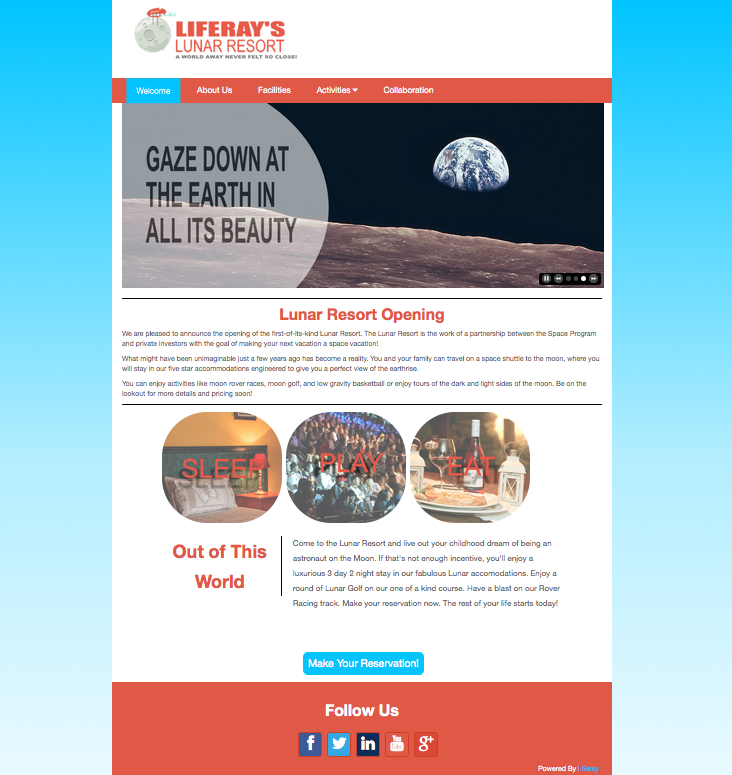 LIFERAY'S
LUNAR RESORT
A WORLD AWAY NEVER FELT SO CLOSE!
Welcome About Us Facilities Activities Collaboration
GAZE DOWN AT
THE EARTH IN
ALL ITS BEAUTY
Lunar Resort Opening
We are pleased to announce the opening of the first-of-its-kind Lunar Resort. The Lunar Resort is the work of a partnership between the Space Program
and private investors with the goal of making your next vacation a space vacation!
What might have been unimaginable just a few years ago has become a reality. You and your family can travel on a space shuttle to the moon, where you
will stay in our five star accommodations engineered to give you a perfect view of the earthrise.
You can enjoy activities like moon rover races, moon golf, and low gravity basketball or enjoy tours of the dark and light sides of the moon. Be on the
lookout for more details and pricing soon!
SLEEP PLAY EAT
Out of This
World
Come to the Lunar Resort and live out your childhood dream of being an
astronaut on the Moon. If that's not enough incentive, you'll enjoy a
luxurious 3 day 2 night stay in our fabulous Lunar accomodations. Enjoy a
round of Lunar Golf on our one of a kind course. Have a blast on our Rover
Racing track. Make your reservation now. The rest of your life starts today!
Make Your Reservation!
Follow Us
f in You Tube g+
Powered By Liferay